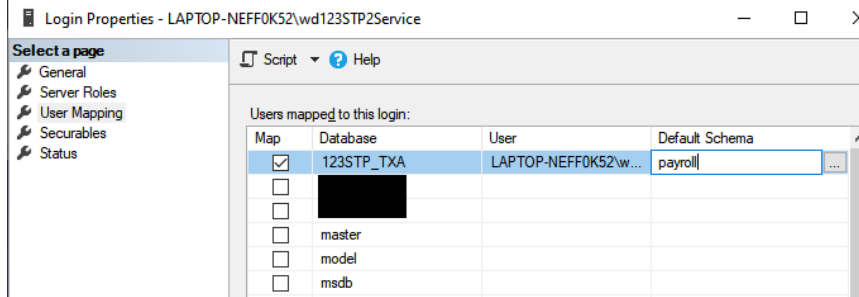 Login Properties - LAPTOP-NEFF0K52\wd123STP2Service
Select a page
General
Server Roles
User Mapping
Securables
Status
Script Help
Users mapped to this login:
Map Database User Default Schema
123STP_TXA LAPTOP-NEFF0K52\w... payroll ...
master
model
msdb